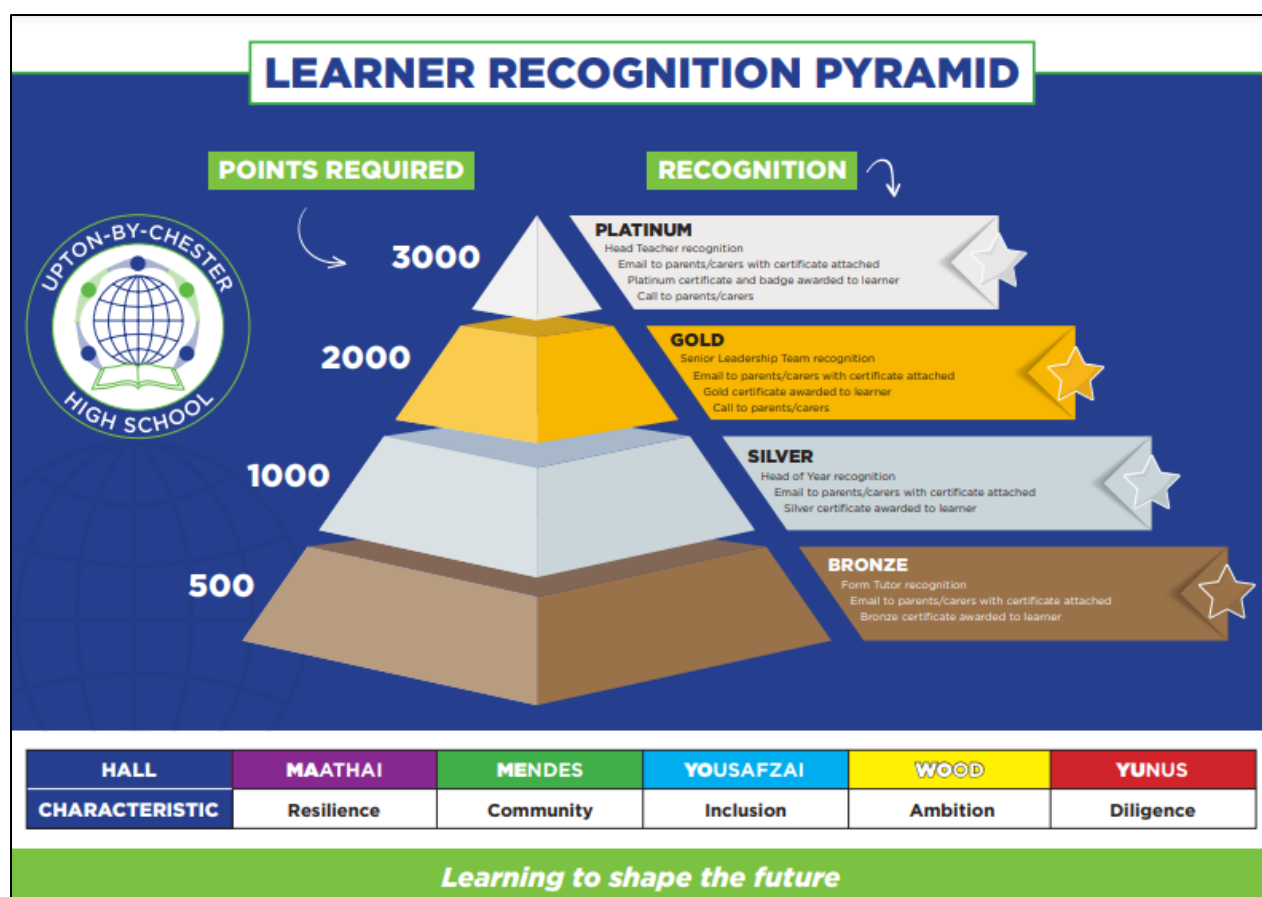 LEARNER RECOGNITION PYRAMID
POINTS REQUIRED
RECOGNITION
UPTON-BY-CHESTER
HIGH SCHOOL
3000
PLATINUM
Head Teacher recognition
Email to parents/carers with certificate attached
Platinum certificate and badge awarded to learner
Call to parents/carers
2000
GOLD
Senior Leadership Team recognition
Email to parents/carers with certificate attached
Gold certificate awarded to learner
Call to parents/carers
1000
SILVER
Head of Year recognition
Email to parents/carers with certificate attached
Silver certificate awarded to learner
500
BRONZE
Form Tutor recognition
Email to parents/carers with certificate attached
Bronze certificate awarded to learner
HALL MAATHAI MENDES YOUSAFZAI WOOD YUNUS
CHARACTERISTIC Resilience Community Inclusion Ambition Diligence
Learning to shape the future